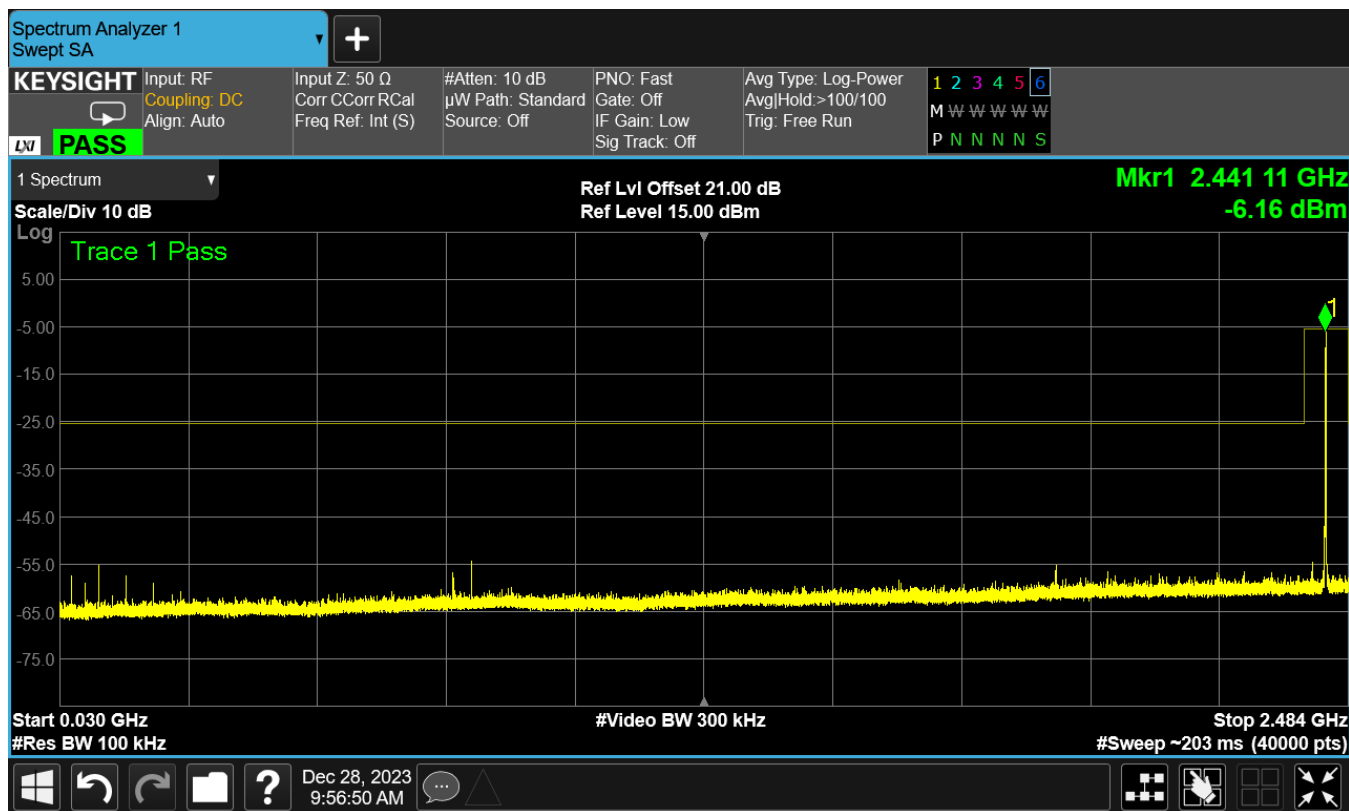 Spectrum Analyzer 1
Swept SA
KEYSIGHT
LXI PASS
Input: RF
Coupling: DC
Align: Auto
Input Z: 50 Ω
Corr CCorr RCal
Freq Ref: Int (S)
#Atten: 10 dB
µW Path: Standard
Source: Off
PNO: Fast
Gate: Off
IF Gain: Low
Sig Track: Off
Avg Type: Log-Power
Avg|Hold:>100/100
Trig: Free Run
1 2 3 4 5 6
M W W W W W
P N N N N S
1 Spectrum
Scale/Div 10 dB
Ref Lvl Offset 21.00 dB
Ref Level 15.00 dBm
Mkr1 2.441 11 GHz
-6.16 dBm
Log
Trace 1 Pass
5.00
-5.00
-15.0
-25.0
-35.0
-45.0
-55.0
-65.0
-75.0
1
Start 0.030 GHz
#Res BW 100 kHz
#Video BW 300 kHz
Stop 2.484 GHz
#Sweep ~203 ms (40000 pts)
?
Dec 28, 2023
9:56:50 AM